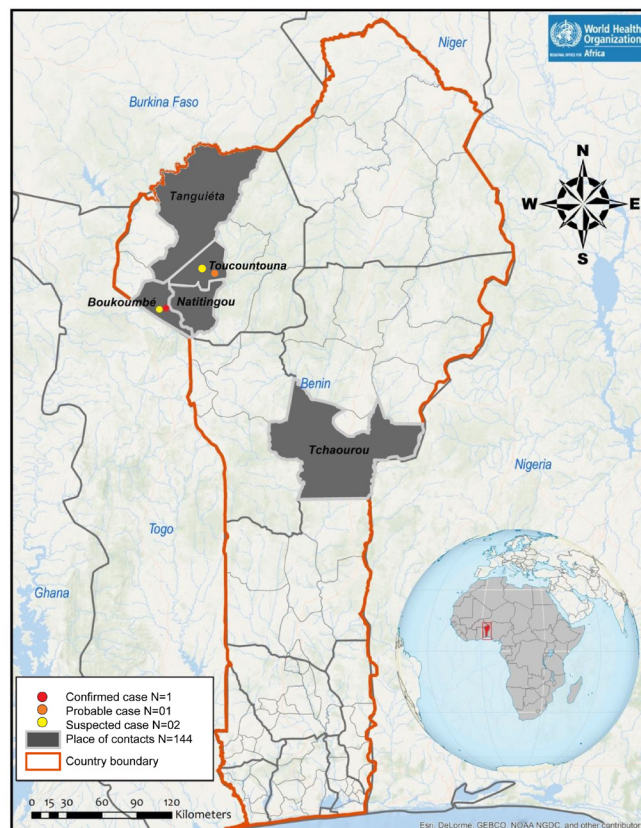 World Health
Organization
REGIONAL OFFICE FOR Africa
Niger
Burkina Faso
N
W E
S
Tanguiéta
Toucountouna
Boukoumbé
Natitingou
Benin
Tchaourou
Nigeria
Togo
Ghana
Confirmed case N=1
Probable case N=01
Suspected case N=02
Place of contacts N=144
Country boundary
0 15 30 60 90 120
Kilometers
Esri, DeLorme, GEBCO, NOAA NGDC, and other contributor